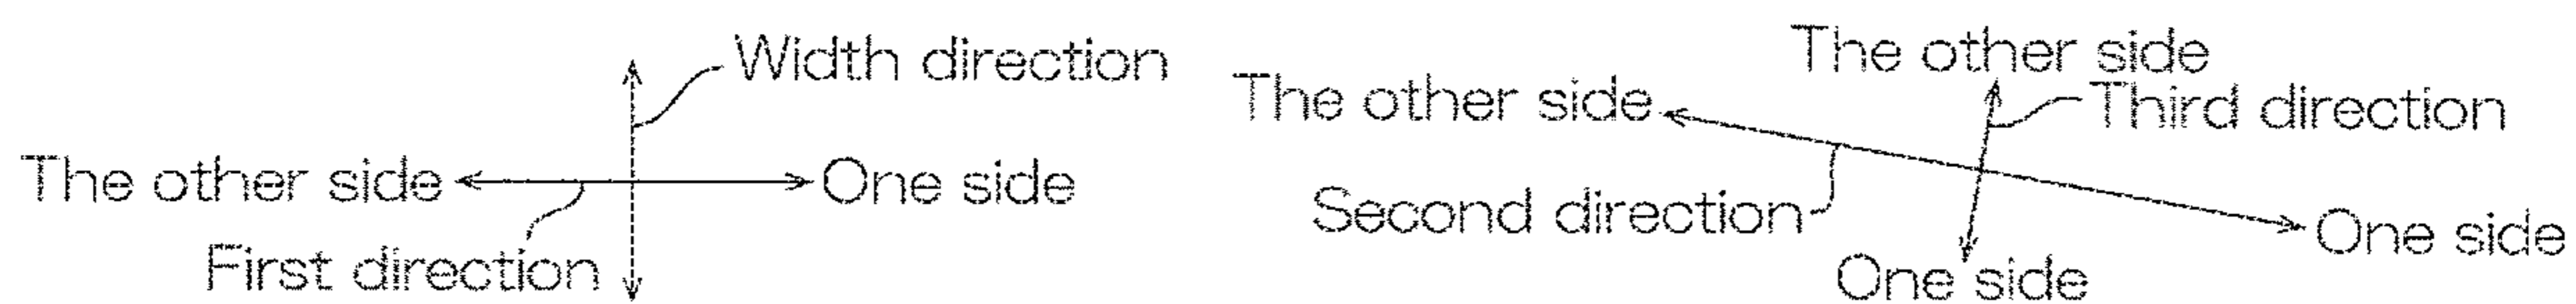 Width direction
The other side
One side
First direction
The other side
The other side
Third direction
Second direction
One side
One side